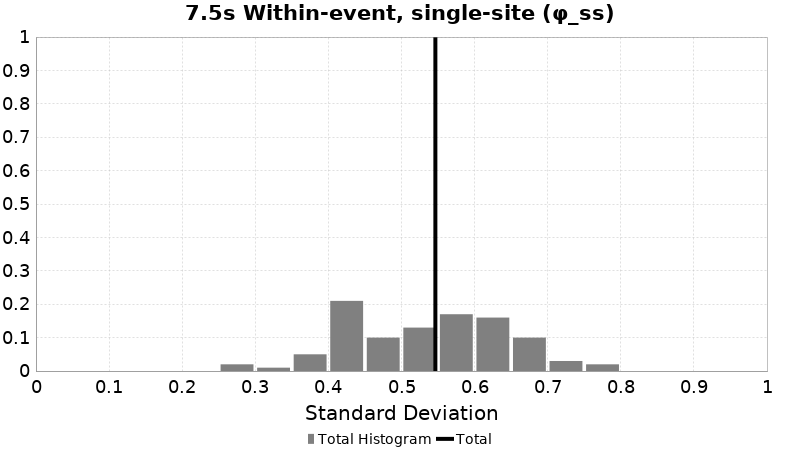 7.5s Within-event, single-site (φ_ss)
1
0.9
0.8
0.7
0.6
0.5
0.4
0.3
0.2
0.1
0
0 0.1 0.2 0.3 0.4 0.5 0.6 0.7 0.8 0.9 1
Standard Deviation
Total Histogram Total